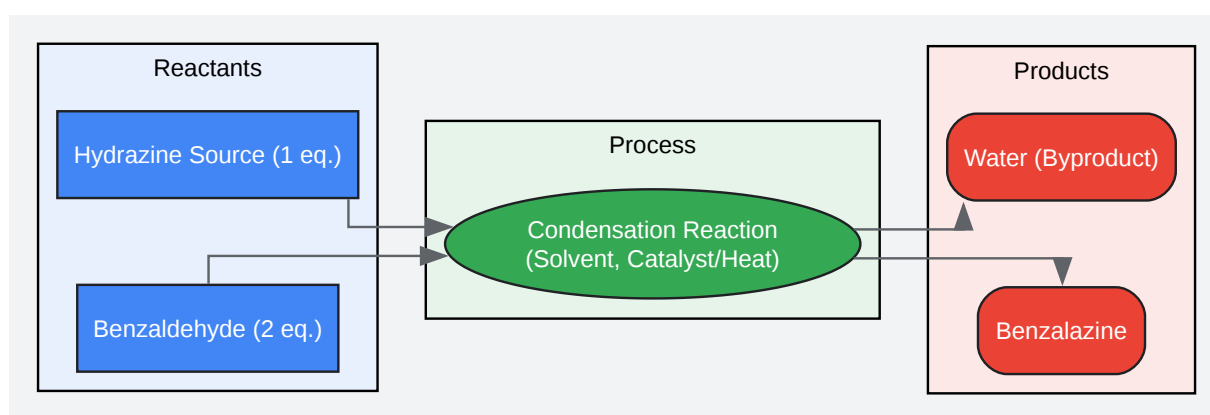 Reactants
Hydrazine Source (1 eq.)
Benzaldehyde (2 eq.)
Process
Condensation Reaction
(Solvent, Catalyst/Heat)
Products
Water (Byproduct)
Benzalazine